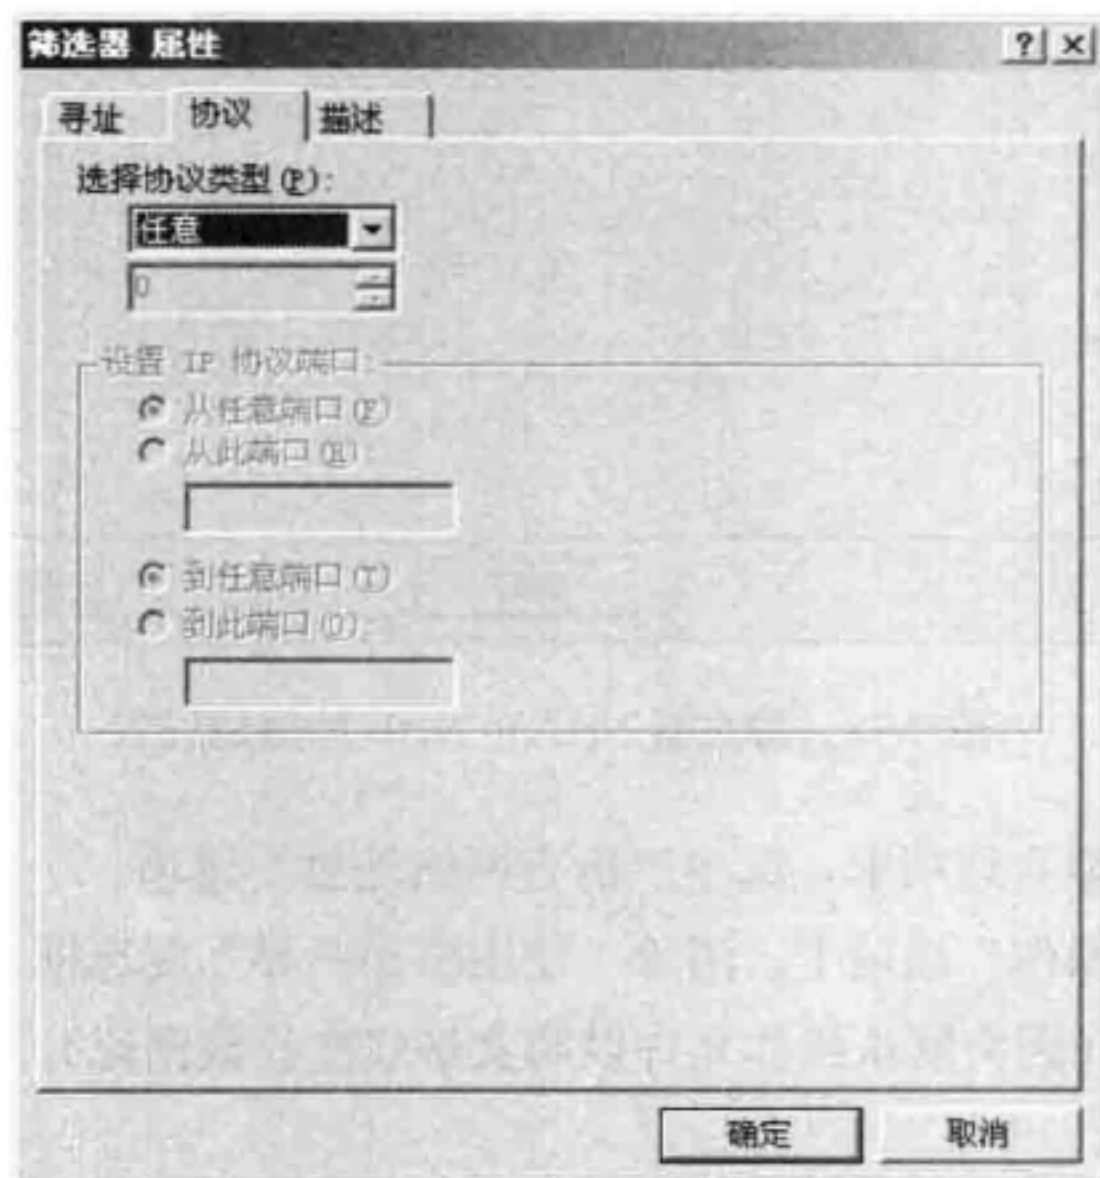 筛选器 属性
寻址 协议 描述
选择协议类型(P):
任意
0
设置 IP 协议端口:
从任意端口(F)
从此端口(R):
到任意端口(T)
到此端口(O):
确定 取消